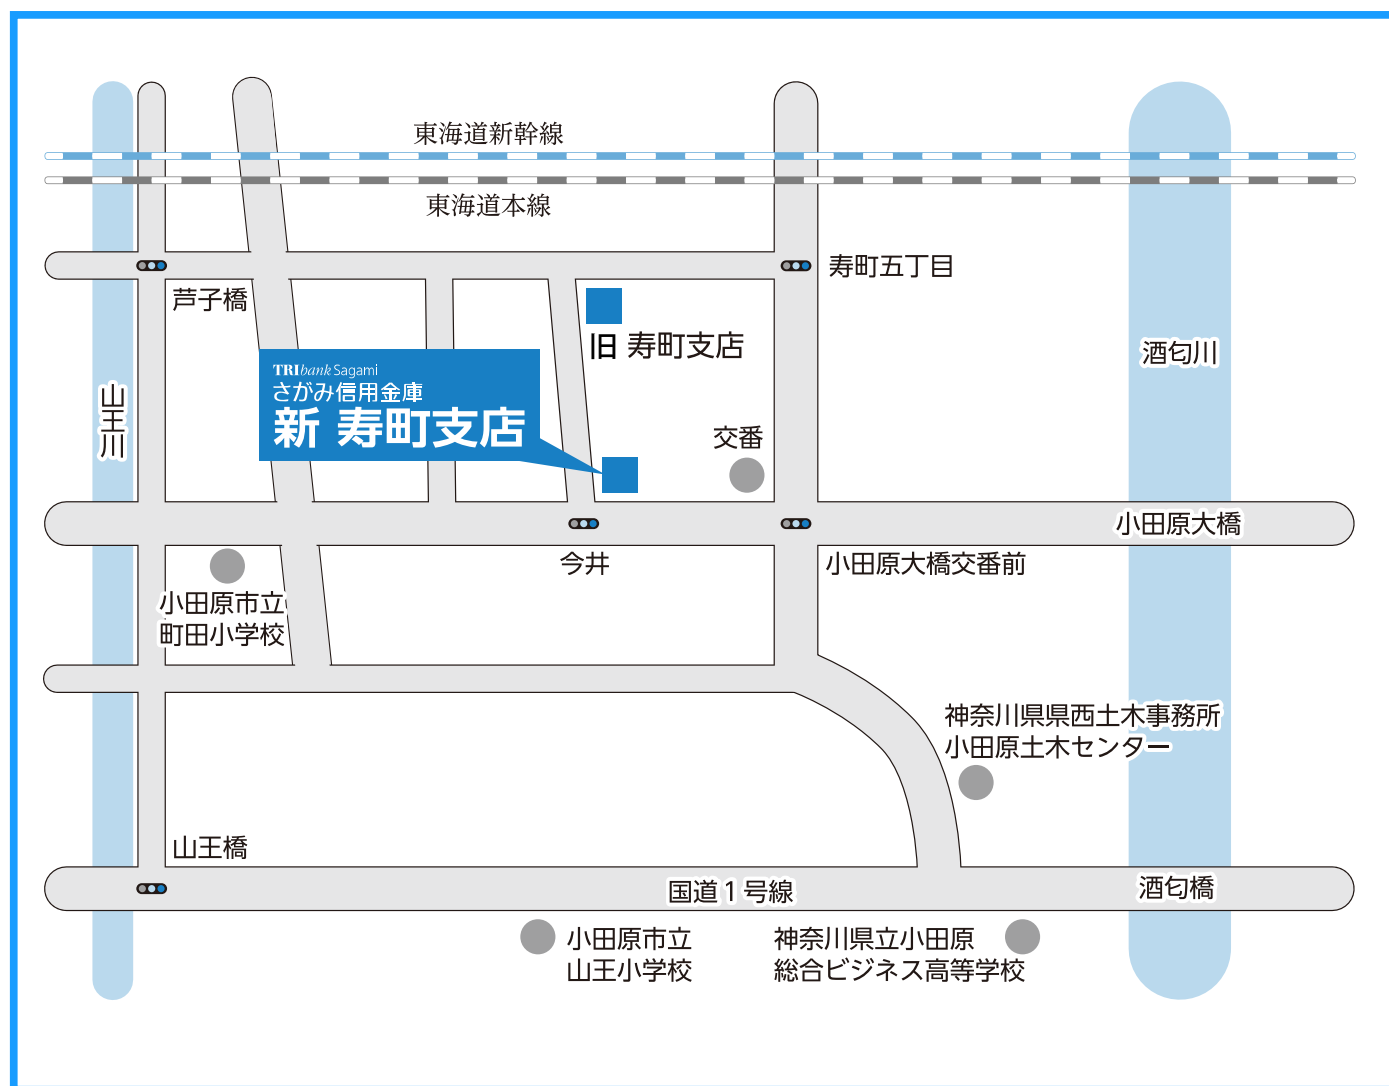 東海道新幹線
東海道本線
寿町五丁目
芦子橋
旧 寿町支店
酒匂川
TRIbank Sagami
さがみ信用金庫
新 寿町支店
山王川
交番
小田原大橋
今井
小田原大橋交番前
小田原市立
町田小学校
神奈川県県西土木事務所
小田原土木センター
山王橋
国道1号線
酒匂橋
小田原市立
山王小学校
神奈川県立小田原
総合ビジネス高等学校